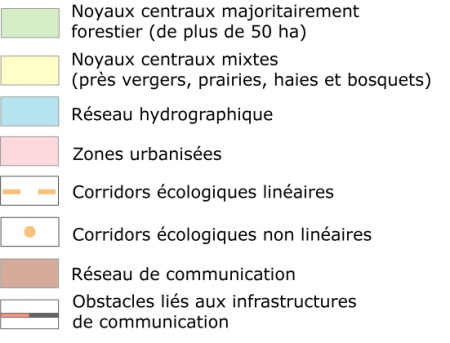 Noyaux centraux majoritairement
forestier (de plus de 50 ha)
Noyaux centraux mixtes
(près vergers, prairies, haies et bosquets)
Réseau hydrographique
Zones urbanisées
Corridors écologiques linéaires
Corridors écologiques non linéaires
Réseau de communication
Obstacles liés aux infrastructures
de communication